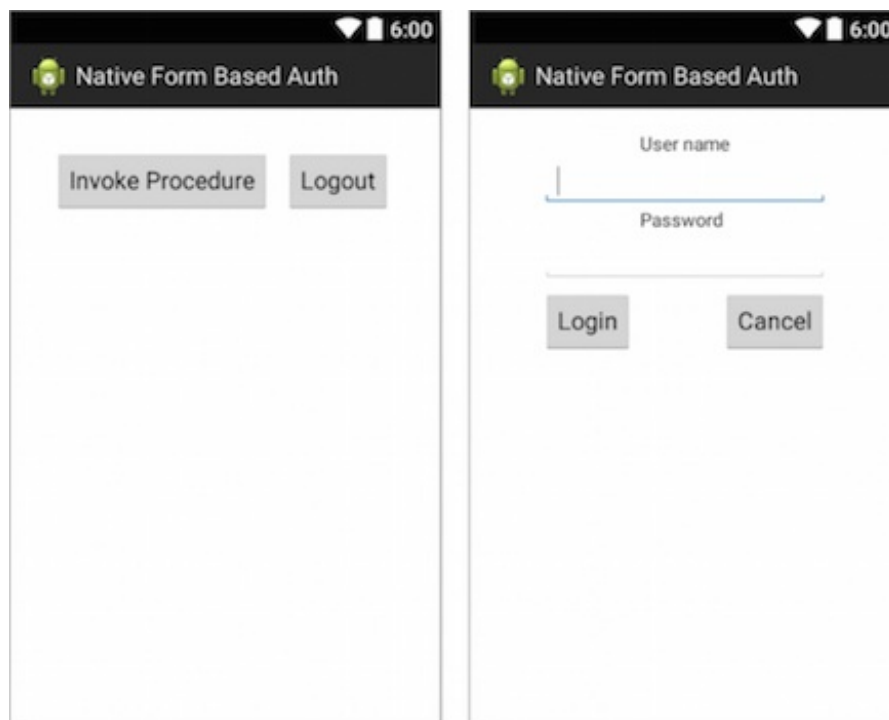 6:00
Native Form Based Auth
Invoke Procedure
Logout
6:00
Native Form Based Auth
User name
Password
Login
Cancel